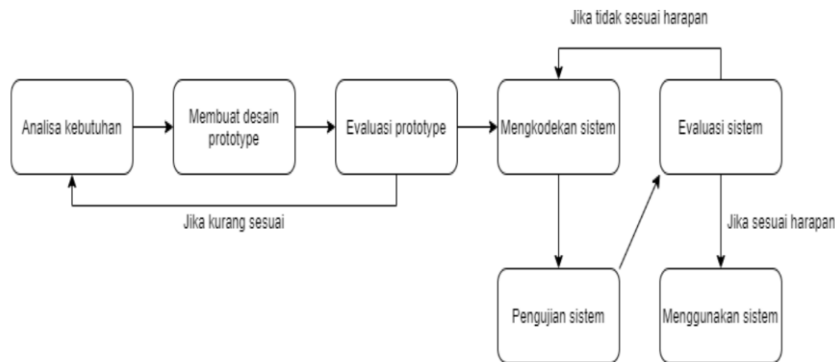 Jika tidak sesuai harapan
Analisa kebutuhan
Membuat desain
prototype
Evaluasi prototype
Mengkodekan sistem
Evaluasi sistem
Jika kurang sesuai
Jika sesuai harapan
Pengujian sistem
Menggunakan sistem